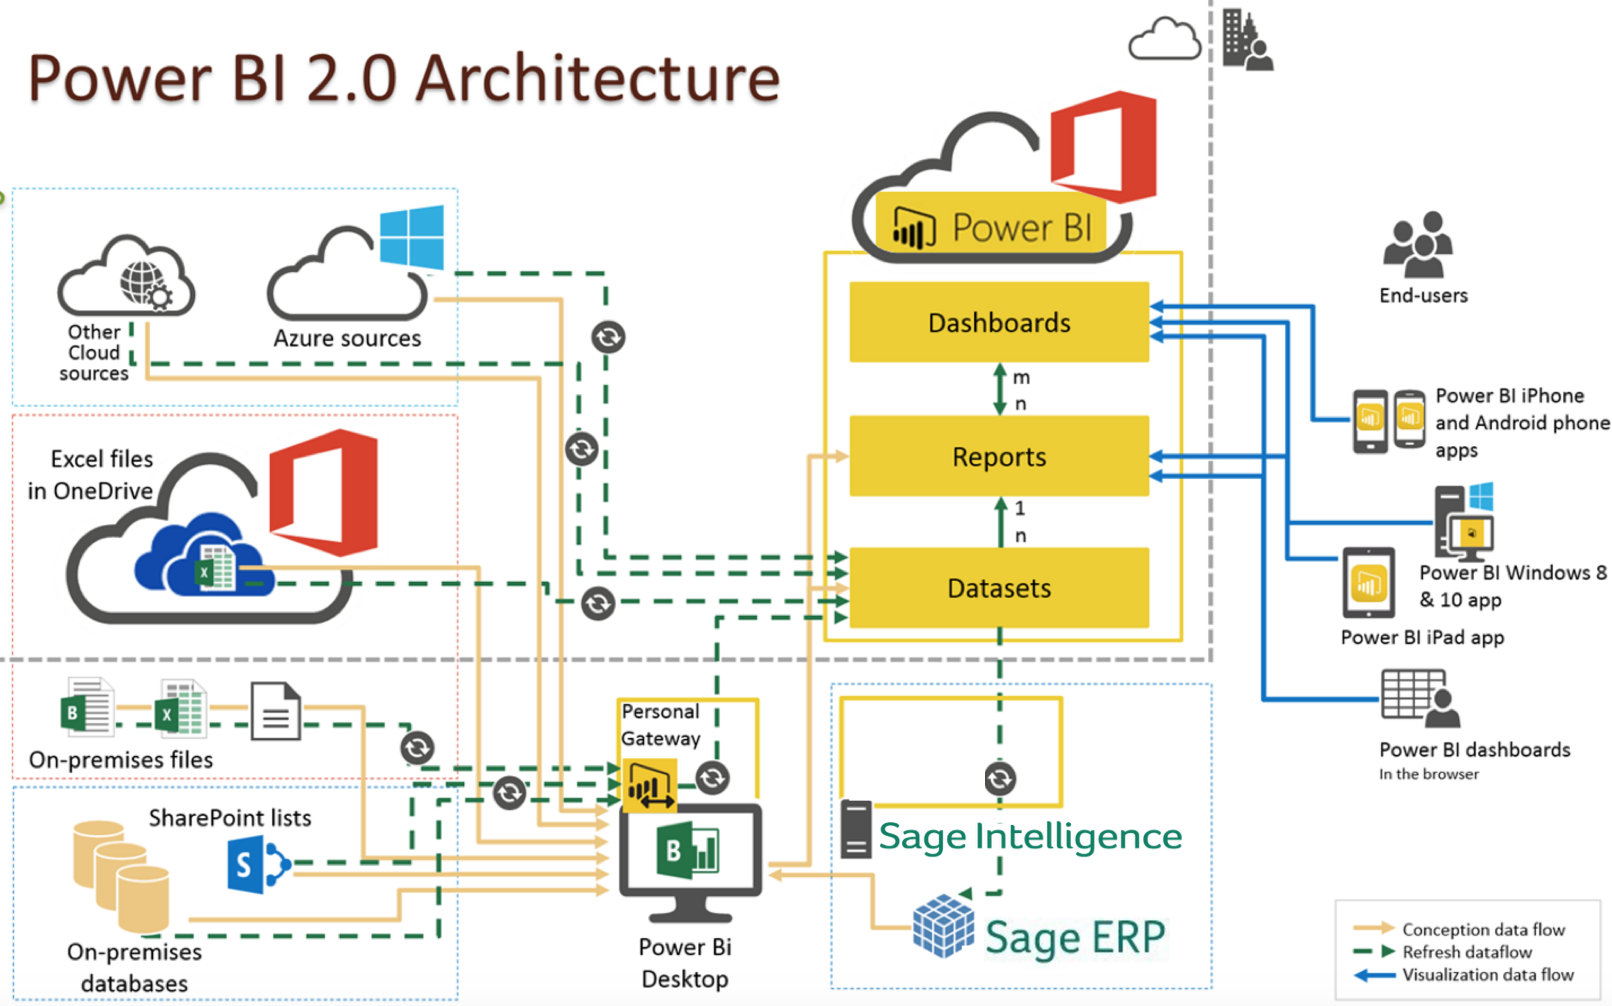 Power BI 2.0 Architecture
Power BI
Other
Cloud
sources
Azure sources
Dashboards
m
n
Reports
1
n
Datasets
End-users
Power BI iPhone
and Android phone
apps
Power BI Windows 8
& 10 app
Power BI iPad app
Power BI dashboards
In the browser
Excel files
in OneDrive
X
B
X
On-premises files
Personal
Gateway
SharePoint lists
S
On-premises
databases
B
Power Bi
Desktop
Sage Intelligence
Sage ERP
Conception data flow
Refresh dataflow
Visualization data flow